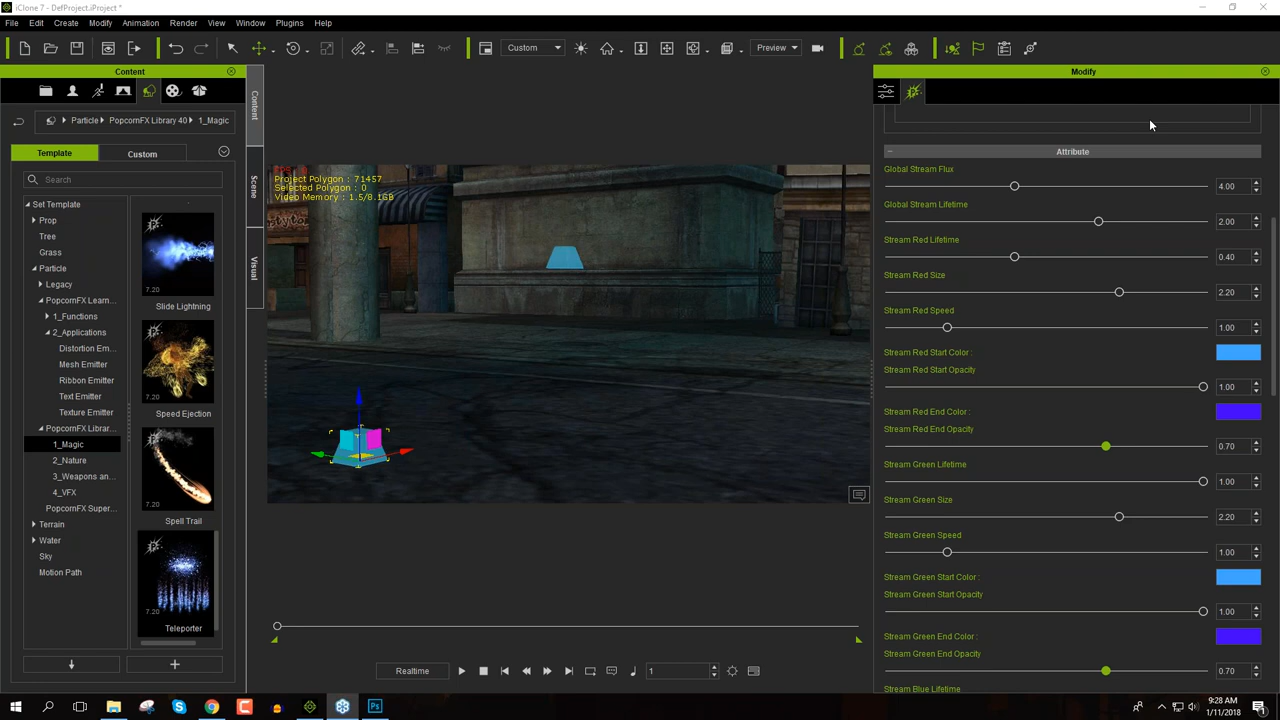 iClone 7 - DefProject.iProject *
File Edit Create Modify Animation Render View Window Plugins Help
Custom
Preview
Content
Modify
Particle PopcornFX Library 40 1_Magic
Template Custom
Search
Set Template
Prop
Tree
Grass
Particle
Legacy
PopcornFX Learn...
1_Functions
2_Applications
Distortion Em...
Mesh Emitter
Ribbon Emitter
Text Emitter
Texture Emitter
PopcornFX Librar...
1_Magic
2_Nature
3_Weapons an...
4_VFX
PopcornFX Super...
Terrain
Water
Sky
Motion Path
7.20
Slide Lightning
7.20
Speed Ejection
7.20
Spell Trail
7.20
Teleporter
Content
Scene
Visual
Project Polygon : 71457
Selected Polygon : 0
Video Memory : 1.5/8.1GB
Realtime
1
Attribute
Global Stream Flux
4.00
Global Stream Lifetime
2.00
Stream Red Lifetime
0.40
Stream Red Size
2.20
Stream Red Speed
1.00
Stream Red Start Color :
Stream Red Start Opacity
1.00
Stream Red End Color :
Stream Red End Opacity
0.70
Stream Green Lifetime
1.00
Stream Green Size
2.20
Stream Green Speed
1.00
Stream Green Start Color :
Stream Green Start Opacity
1.00
Stream Green End Color :
Stream Green End Opacity
0.70
Stream Blue Lifetime
9:28 AM
1/11/2018